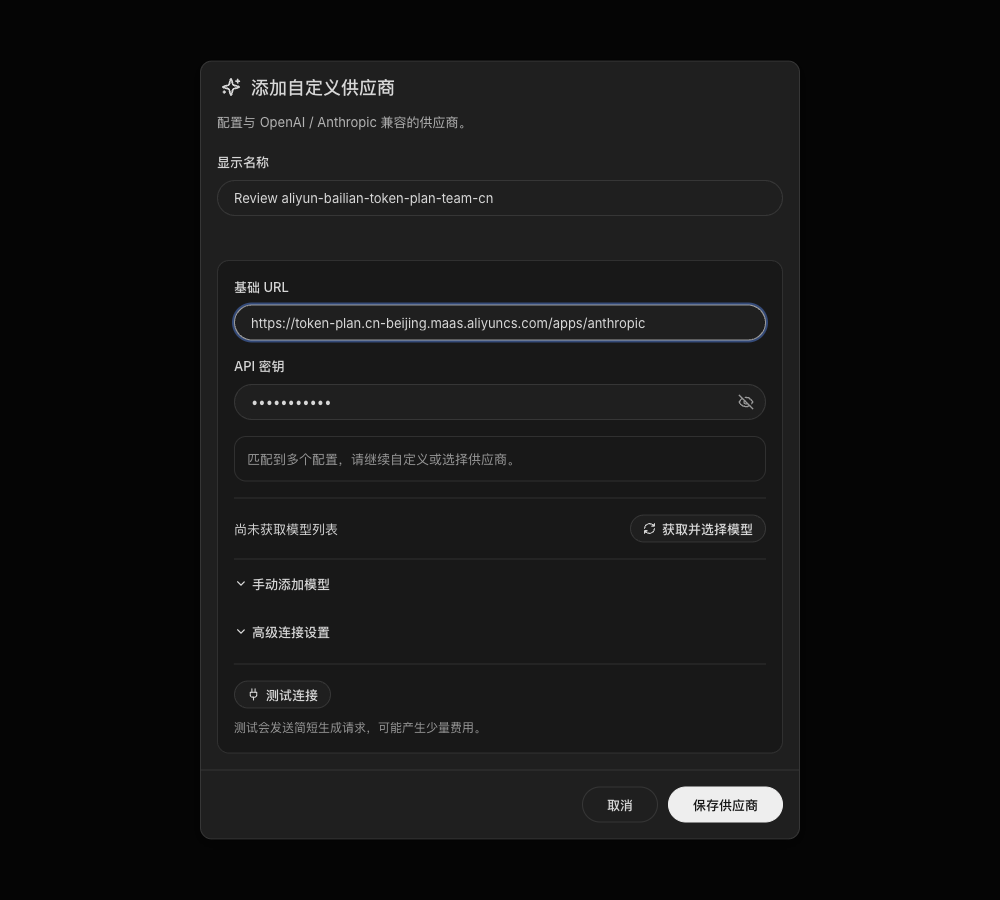 添加自定义供应商
配置与 OpenAI / Anthropic 兼容的供应商。
显示名称
Review aliyun-bailian-token-plan-team-cn
基础 URL
https://token-plan.cn-beijing.maas.aliyuncs.com/apps/anthropic
API 密钥
•••••••••••
匹配到多个配置，请继续自定义或选择供应商。
尚未获取模型列表
获取并选择模型
手动添加模型
高级连接设置
测试连接
测试会发送简短生成请求，可能产生少量费用。
取消
保存供应商